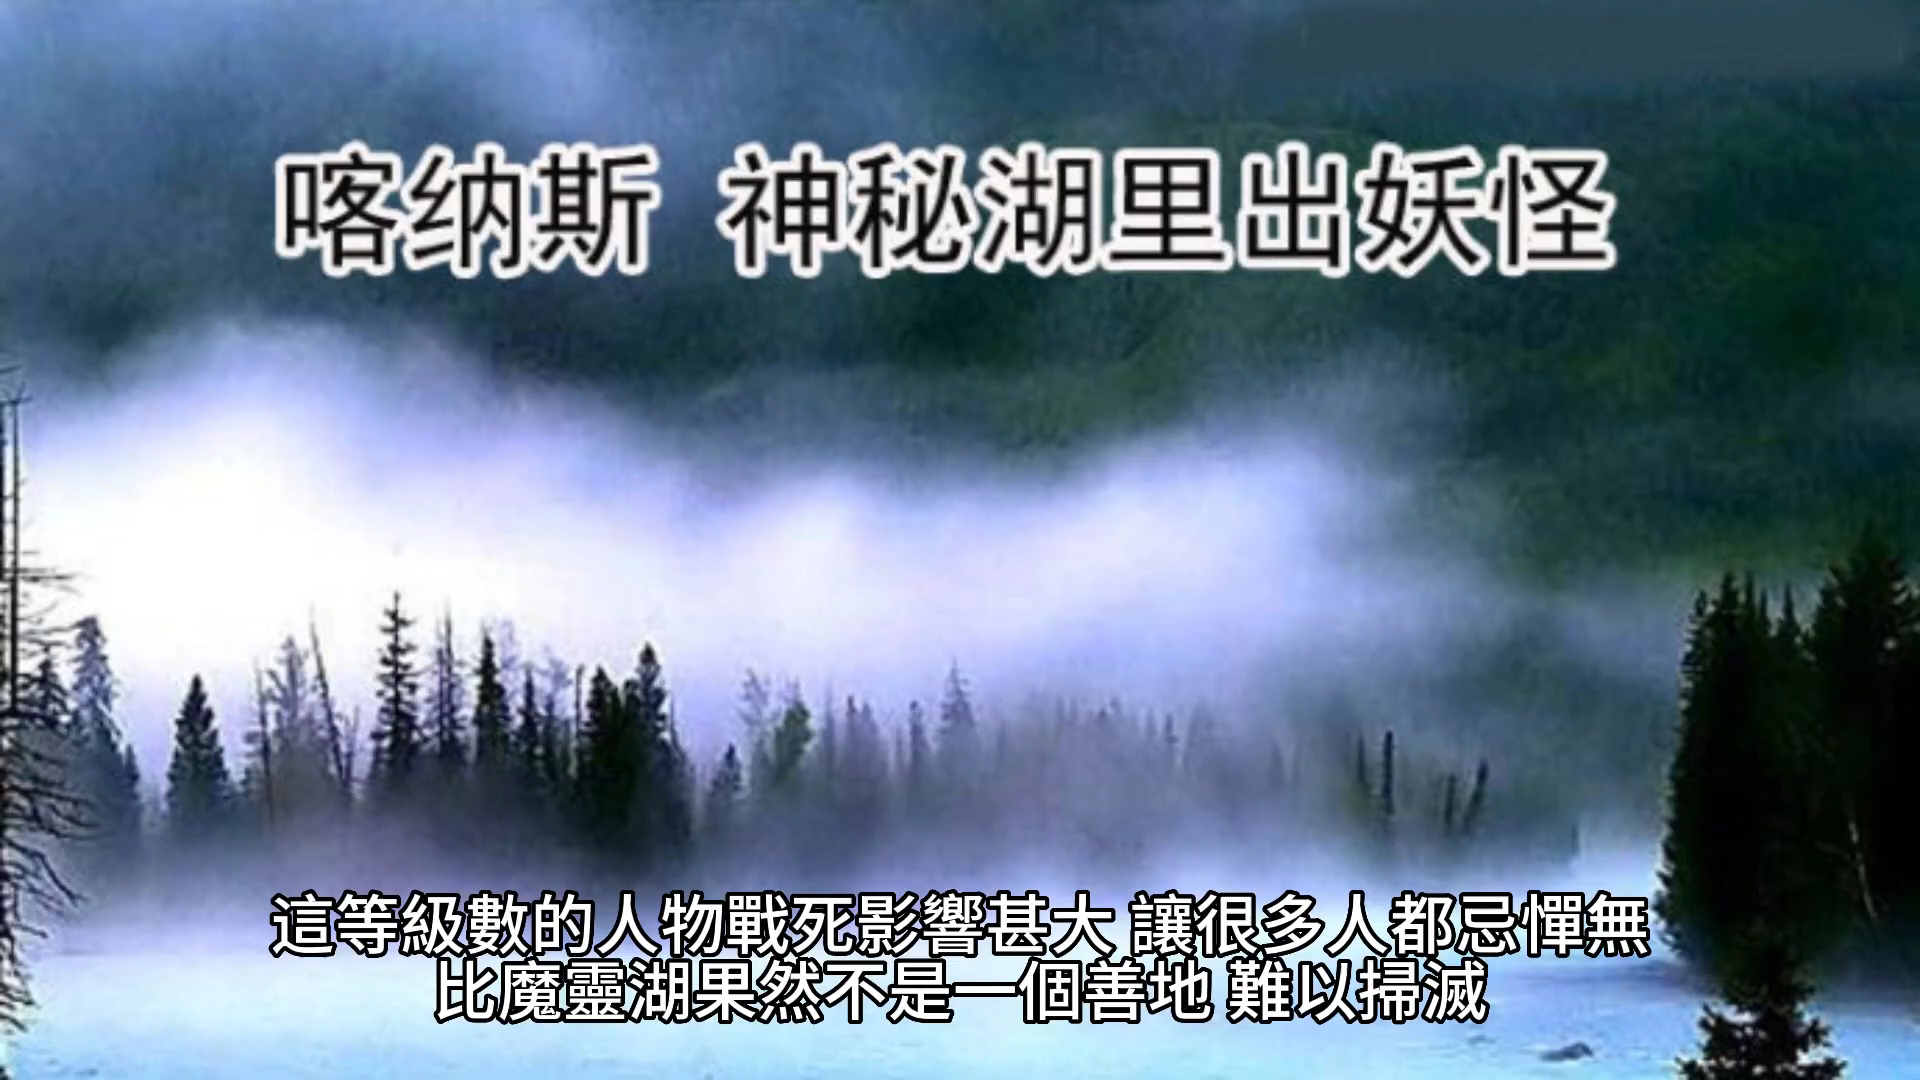 喀纳斯 神秘湖里出妖怪
這等級數的人物戰死影響甚大 讓很多人都忌憚無
比魔靈湖果然不是一個善地 難以掃滅